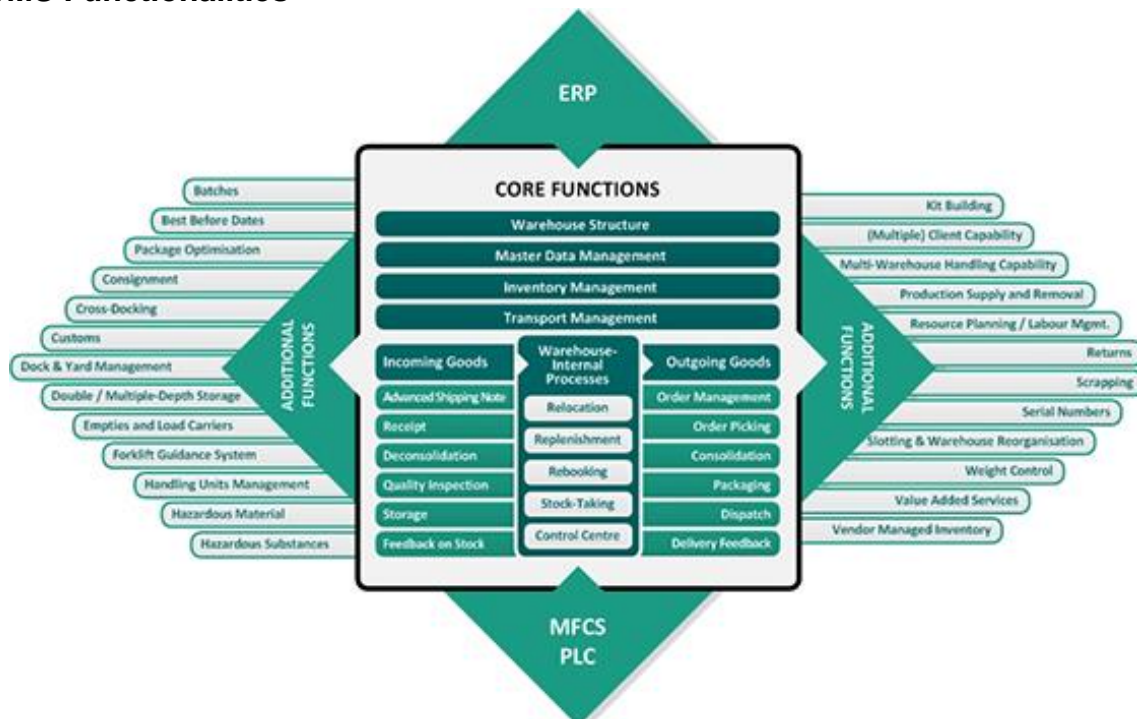 ERP
CORE FUNCTIONS
Warehouse Structure
Master Data Management
Inventory Management
Transport Management
Incoming Goods
Advanced Shipping Note
Receipt
Deconsolidation
Quality Inspection
Storage
Feedback on Stock
Warehouse-
Internal
Processes
Relocation
Replenishment
Rebooking
Stock-Taking
Control Centre
Outgoing Goods
Order Management
Order Picking
Consolidation
Packaging
Dispatch
Delivery Feedback
ADDITIONAL
FUNCTIONS
Batches
Best Before Dates
Package Optimisation
Consignment
Cross-Docking
Customs
Dock & Yard Management
Double / Multiple-Depth Storage
Empties and Load Carriers
Forklift Guidance System
Handling Units Management
Hazardous Material
Hazardous Substances
ADDITIONAL
FUNCTIONS
Kit Building
(Multiple) Client Capability
Multi-Warehouse Handling Capability
Production Supply and Removal
Resource Planning / Labour Mgmt.
Returns
Scrapping
Serial Numbers
Slotting & Warehouse Reorganisation
Weight Control
Value Added Services
Vendor Managed Inventory
MFCS
PLC